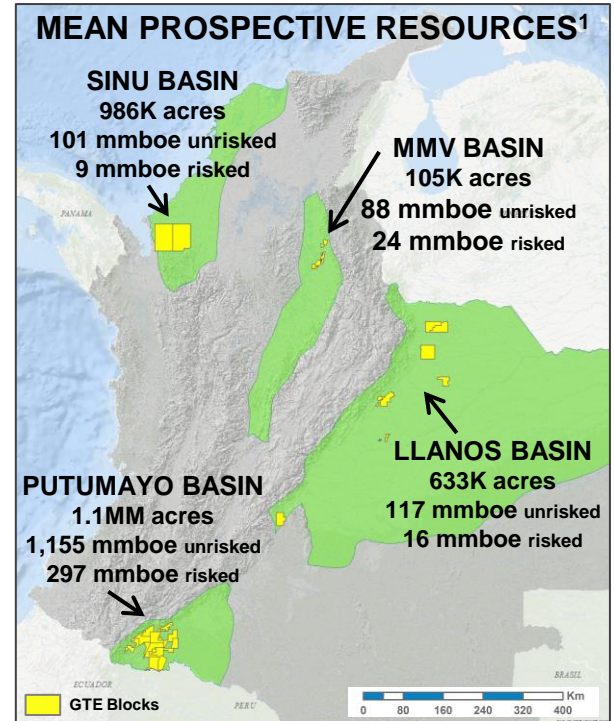 MEAN PROSPECTIVE RESOURCES1
SINU BASIN
986K acres
101 mmboe unrisked
9 mmboe risked
MMV BASIN
105K acres
88 mmboe unrisked
24 mmboe risked
PANAMA
LLANOS BASIN
633K acres
117 mmboe unrisked
16 mmboe risked
PUTUMAYO BASIN
1.1MM acres
1,155 mmboe unrisked
297 mmboe risked
ECUADOR
PERU
BRASIL
GTE Blocks
Km
0 80 160 240 320 400